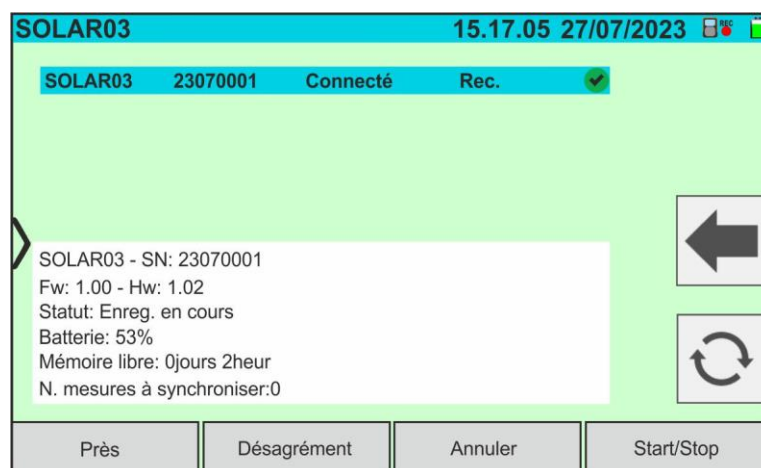 SOLAR03 15.17.05 27/07/2023 REC
SOLAR03 23070001 Connecté Rec.
SOLAR03 - SN: 23070001
Fw: 1.00 - Hw: 1.02
Statut: Enreg. en cours
Batterie: 53%
Mémoire libre: 0jours 2heur
N. mesures à synchroniser:0
Près Désagrément Annuler Start/Stop